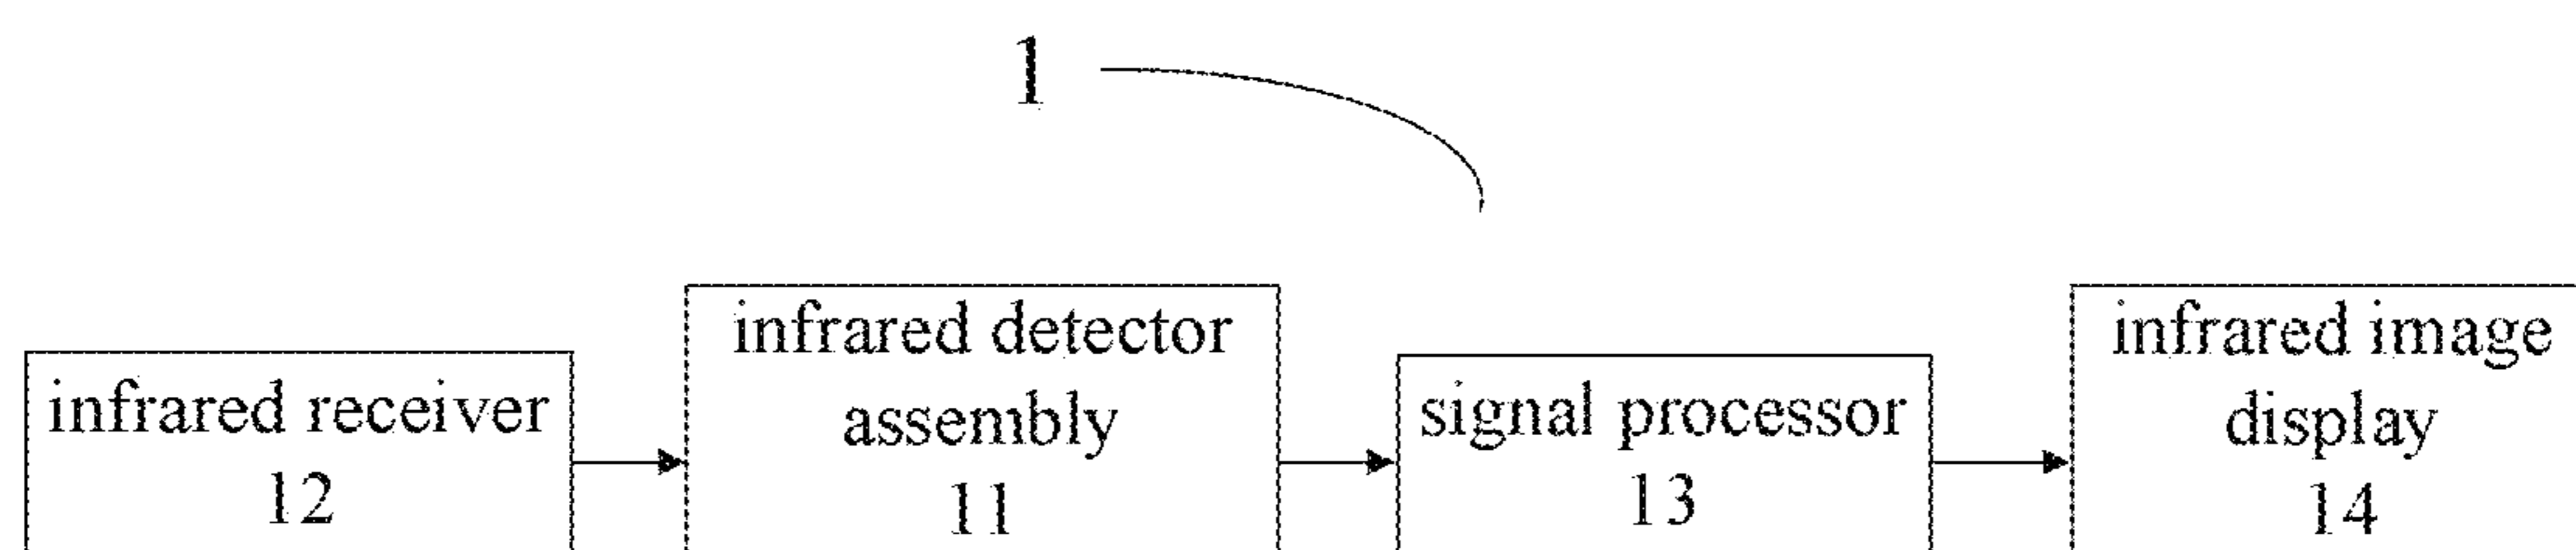 1
infrared receiver
12
infrared detector
assembly
11
signal processor
13
infrared image
display
14